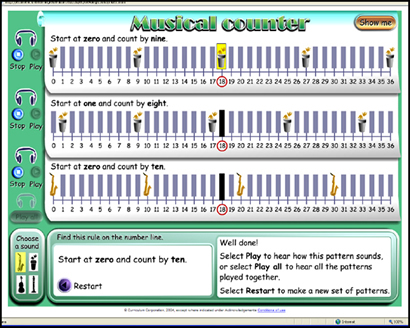 Musical counter
Show me
Start at zero and count by nine.
Stop Play
0 1 2 3 4 5 6 7 8 9 10 11 12 13 14 15 16 17 18 19 20 21 22 23 24 25 26 27 28 29 30 31 32 33 34 35 36
Start at one and count by eight.
Stop Play
0 1 2 3 4 5 6 7 8 9 10 11 12 13 14 15 16 17 18 19 20 21 22 23 24 25 26 27 28 29 30 31 32 33 34 35 36
Start at zero and count by ten.
Stop Play
0 1 2 3 4 5 6 7 8 9 10 11 12 13 14 15 16 17 18 19 20 21 22 23 24 25 26 27 28 29 30 31 32 33 34 35 36
Play all
Choose
a sound
Find this rule on the number line.
Start at zero and count by ten.
Restart
Well done!
Select Play to hear how this pattern sounds,
or select Play all to hear all the patterns
played together.
Select Restart to make a new set of patterns.
© Curriculum Corporation, 2004, except where indicated under Acknowledgements Conditions of use